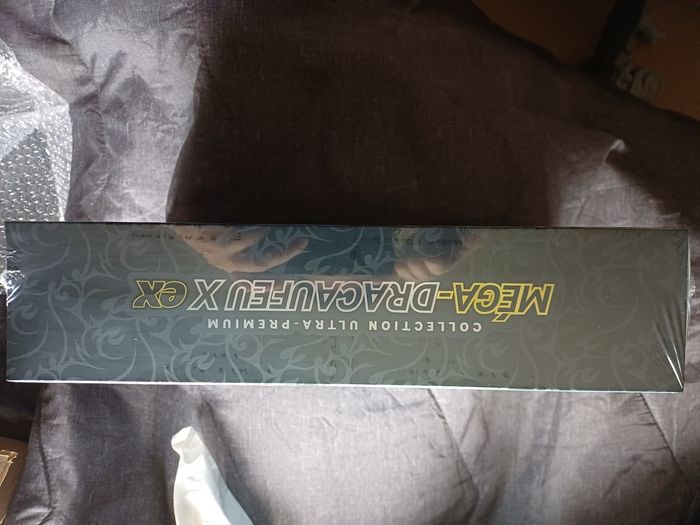 COLLECTION ULTRA-PREMIUM
MÉGA-DRACAUFEU X ex